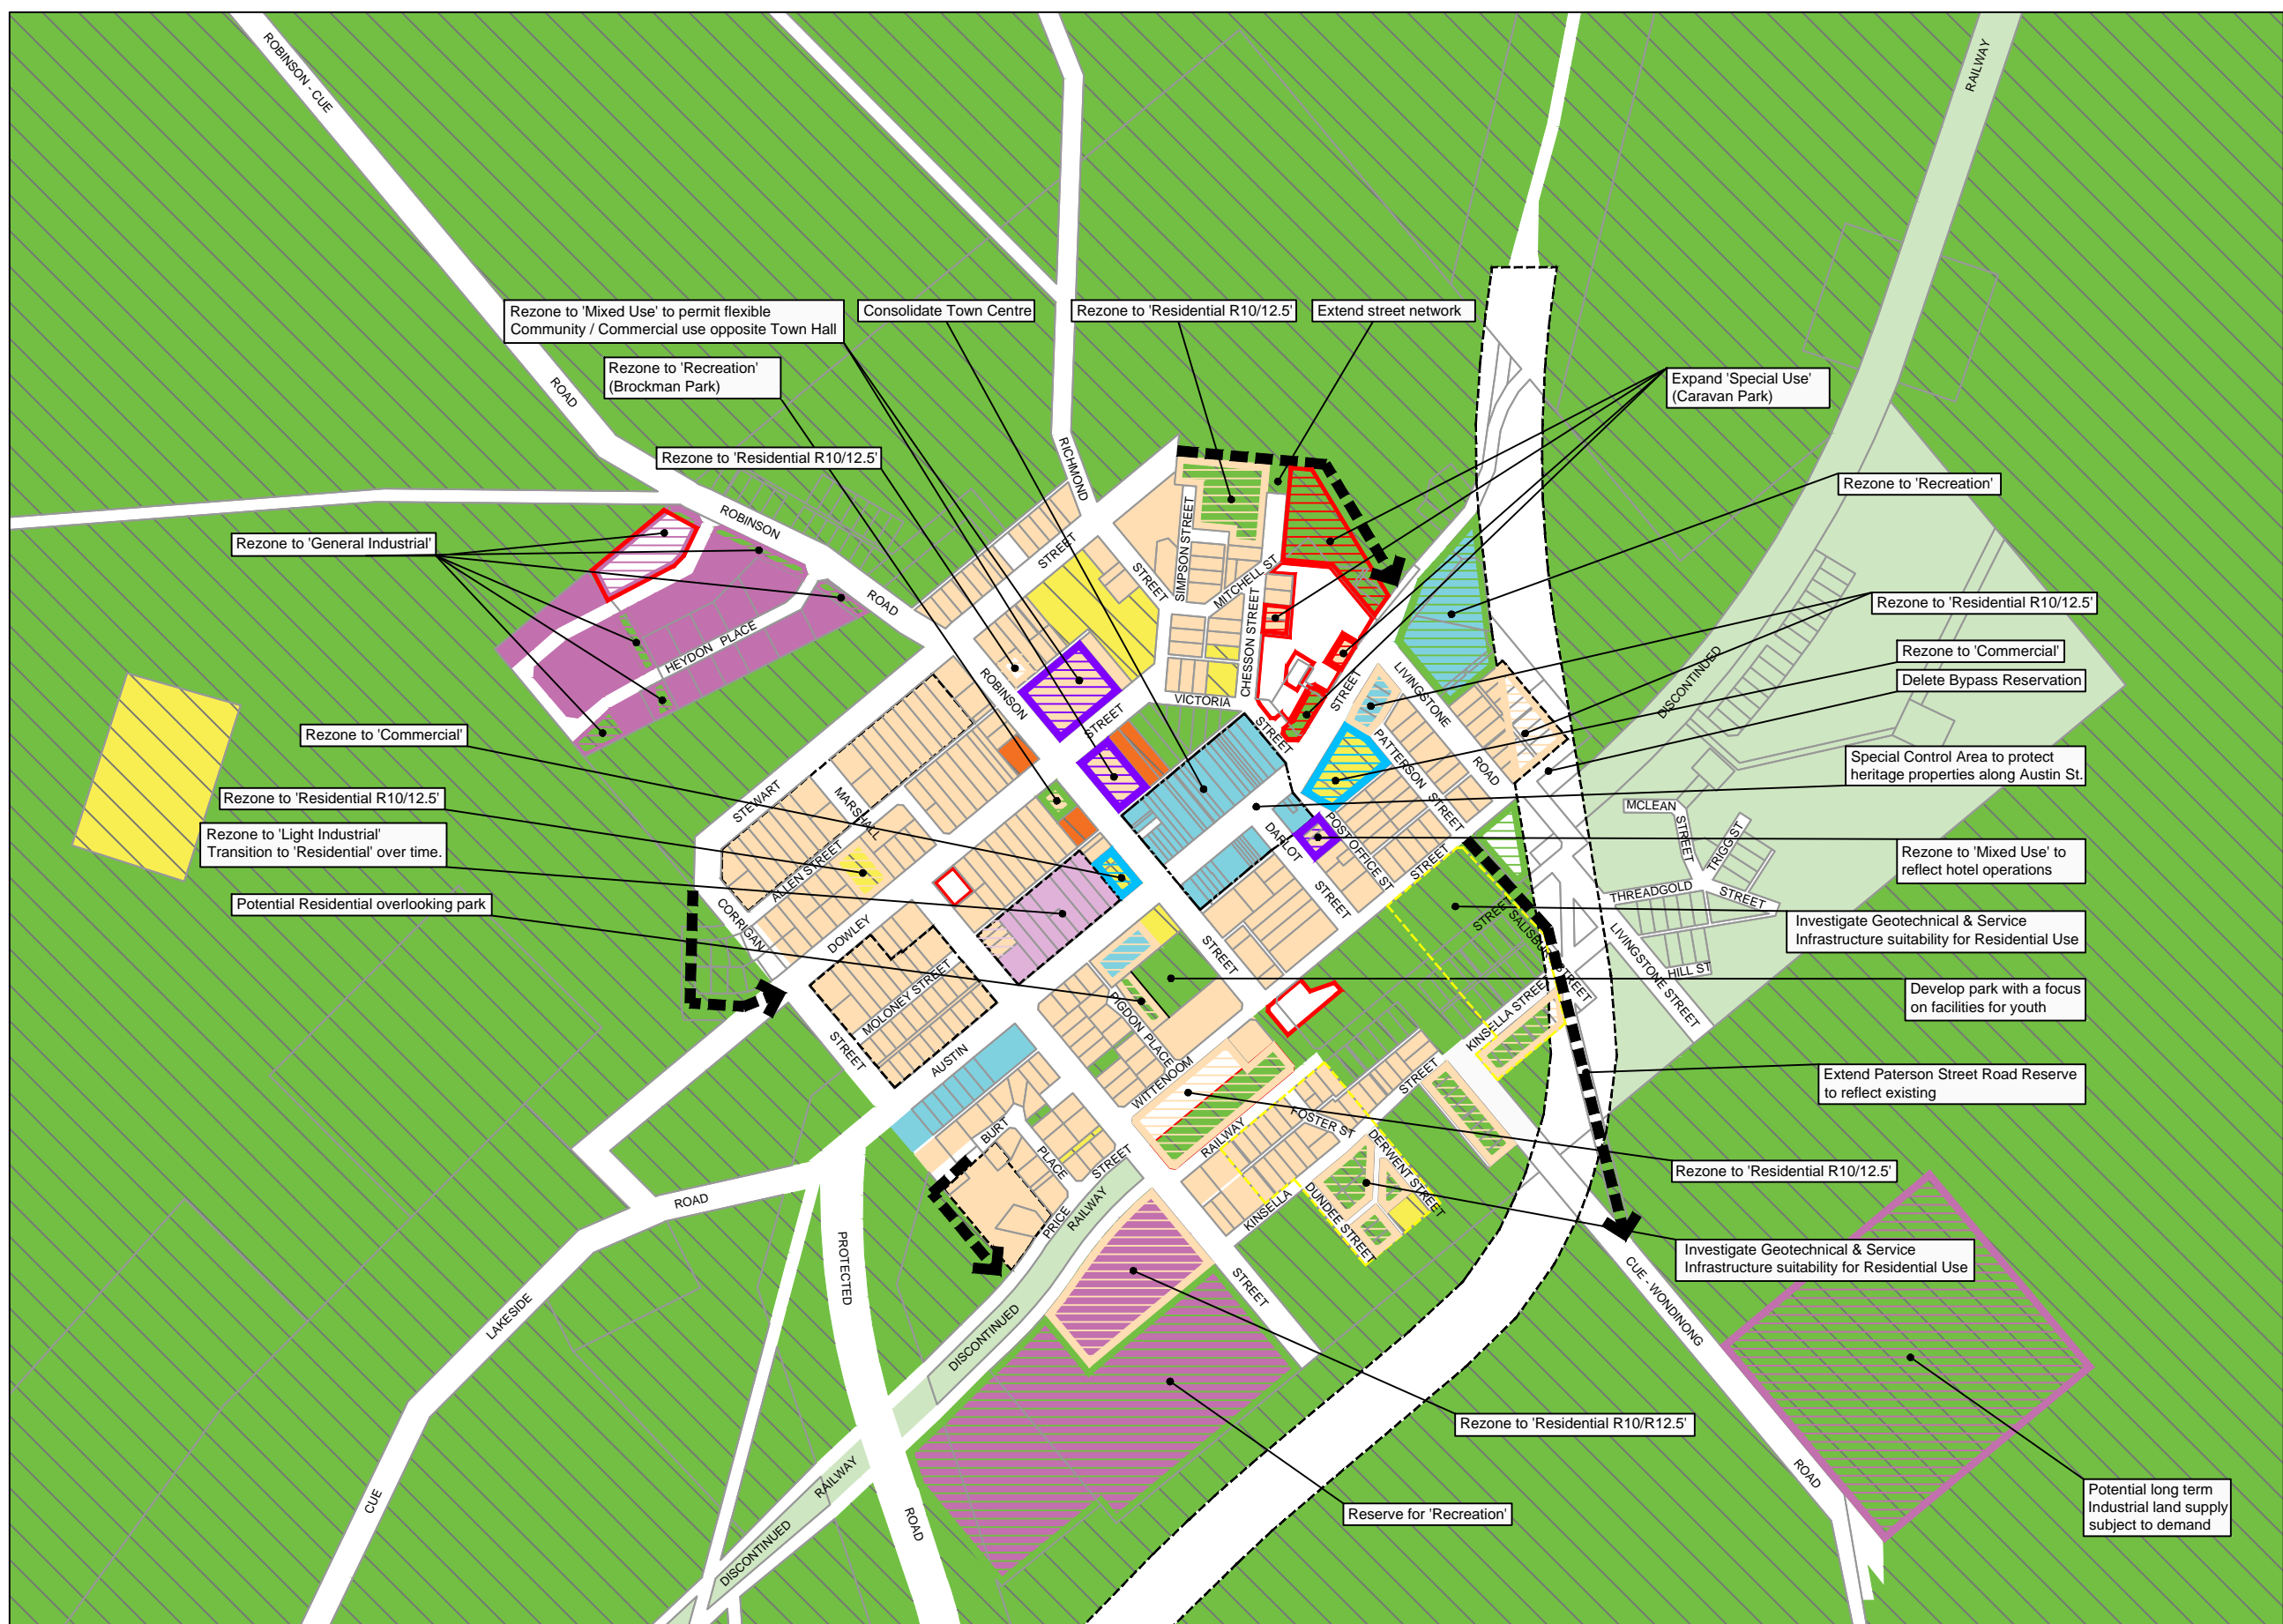 ROBINSON - CUE
ROAD
RAILWAY
Rezone to 'Mixed Use' to permit flexible
Community / Commercial use opposite Town Hall
Consolidate Town Centre
Rezone to 'Residential R10/12.5'
Extend street network
Rezone to 'Recreation'
(Brockman Park)
Expand 'Special Use'
(Caravan Park)
Rezone to 'Residential R10/12.5'
RICHMOND
STREET
Rezone to 'Recreation'
ROBINSON
ROAD
Rezone to 'General Industrial'
HEYDON PLACE
STREET
SIMPSON STREET
MITCHELL ST
CHESSON STREET
VICTORIA
STREET
Rezone to 'Residential R10/12.5'
Rezone to 'Commercial'
Delete Bypass Reservation
ROBINSON
STREET
STREET
LIVINGSTONE
ROAD
PATTERSON STREET
DISCONTINUED
Rezone to 'Commercial'
Special Control Area to protect
heritage properties along Austin St.
Rezone to 'Residential R10/12.5'
STEWART
MARSHALL
Rezone to 'Light Industrial'
Transition to 'Residential' over time.
ALLEN STREET
DARLOT
STREET
POSTOFFICE ST
STREET
MCLEAN
STREET
TRIGGST
Rezone to 'Mixed Use' to
reflect hotel operations
THREADGOLD
STREET
Potential Residential overlooking park
CORRIGAN
STREET
DOWLEY
STREET
STREET
SALISBURY STREET
Investigate Geotechnical & Service
Infrastructure suitability for Residential Use
LIVINGSTONE STREET
HILL ST
MOLONEY STREET
PIGDON PLACE
Develop park with a focus
on facilities for youth
KINSELLA STREET
AUSTIN
WITTENOOM
STREET
Extend Paterson Street Road Reserve
to reflect existing
BURT
PLACE
STREET
RAILWAY
FOSTER ST
DERWENT STREET
Rezone to 'Residential R10/12.5'
ROAD
PRICE
RAILWAY
KINSELLA
DUNDEE STREET
PROTECTED
ROAD
Investigate Geotechnical & Service
Infrastructure suitability for Residential Use
STREET
CUE - WONDINONG
ROAD
LAKESIDE
DISCONTINUED
Rezone to 'Residential R10/R12.5'
RAILWAY
CUE
Reserve for 'Recreation'
Potential long term
Industrial land supply
subject to demand
DISCONTINUED